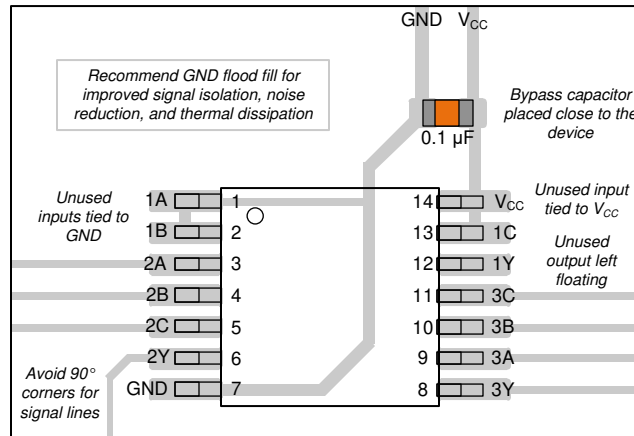 GND VCC
Recommend GND flood fill for
improved signal isolation, noise
reduction, and thermal dissipation
Bypass capacitor
placed close to the
device
0.1 µF
Unused
inputs tied to
GND
Unused input
tied to VCC
Unused
output left
floating
1A 1 14 VCC
1B 2 13 1C
2A 3 12 1Y
2B 4 11 3C
2C 5 10 3B
2Y 6 9 3A
GND 7 8 3Y
Avoid 90°
corners for
signal lines